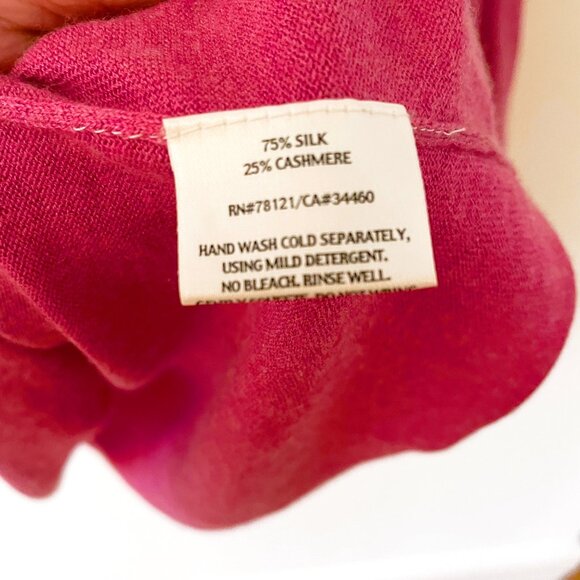 75% SILK
25% CASHMERE
RN#78121/CA#34460
HAND WASH COLD SEPARATELY,
USING MILD DETERGENT.
NO BLEACH. RINSE WELL.